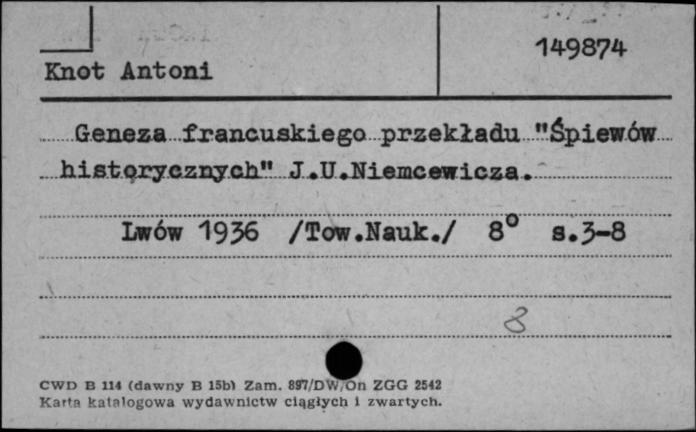 149874
Knot Antoni
Geneza francuskiego przekładu "Śpiewów
historycznych" J.U.Niemcewicza.
Lwów 1936 /Tow.Nauk./ 8° s.3-8
8
CWD B 114 (dawny B 15b) Zam. 897/DW/On ZGG 2542
Karta katalogowa wydawnictw ciągłych i zwartych.